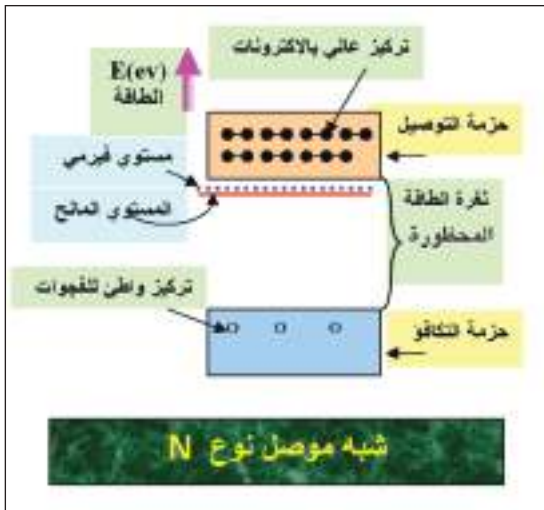 تركيز عالي بالاكترونات
E(ev)
الطاقة
حزمة التوصيل
مستوى فيرمي
المستوى المانح
ثغرة الطاقة
المحظورة
تركيز واطئ للفجوات
حزمة التكافؤ
شبه موصل نوع N